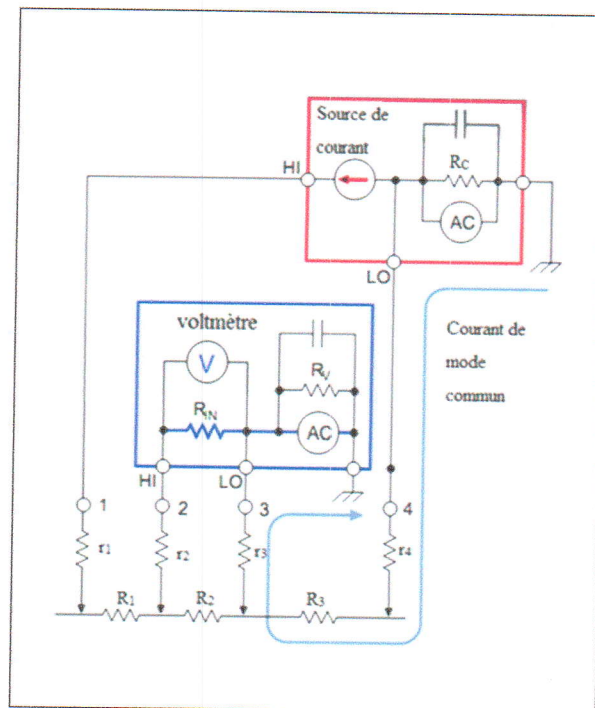 Source de
courant
HI
RC
AC
LO
voltmètre
V
RIN
RV
AC
Courant de
mode
commun
HI
LO
1
2
3
4
r1
r2
r3
r4
R1
R2
R3